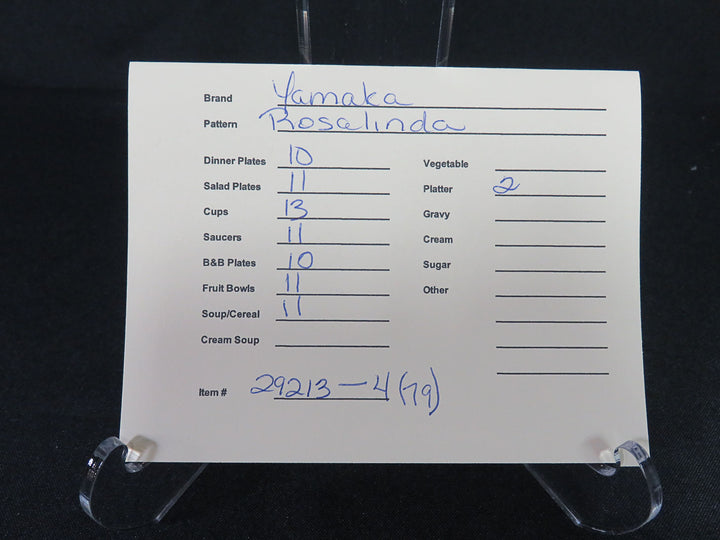 Brand Yamaka
Pattern Rosalinda
Dinner Plates 10
Salad Plates 11
Cups 13
Saucers 11
B&B Plates 10
Fruit Bowls 11
Soup/Cereal 11
Cream Soup
Vegetable
Platter 2
Gravy
Cream
Sugar
Other
Item # 29213-4 (79)